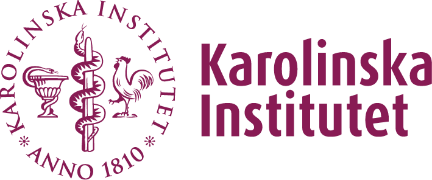 KAROLINSKA INSTITUTET
* ANNO 1810 *
Karolinska
Institutet